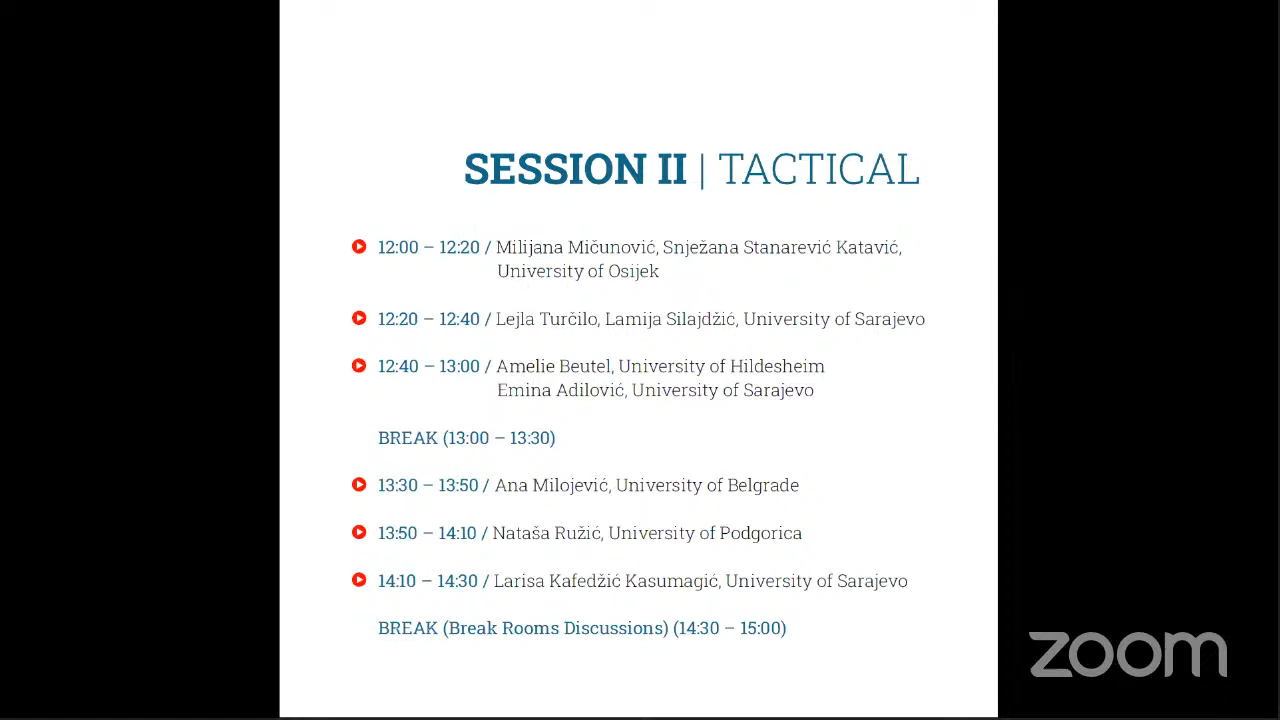 SESSION II | TACTICAL
12:00 – 12:20 / Milijana Mičunović, Snježana Stanarević Katavić,
University of Osijek
12:20 – 12:40 / Lejla Turčilo, Lamija Silajdžić, University of Sarajevo
12:40 – 13:00 / Amelie Beutel, University of Hildesheim
Emina Adilović, University of Sarajevo
BREAK (13:00 – 13:30)
13:30 – 13:50 / Ana Milojević, University of Belgrade
13:50 – 14:10 / Nataša Ružić, University of Podgorica
14:10 – 14:30 / Larisa Kafedžić Kasumagić, University of Sarajevo
BREAK (Break Rooms Discussions) (14:30 – 15:00)
zoom